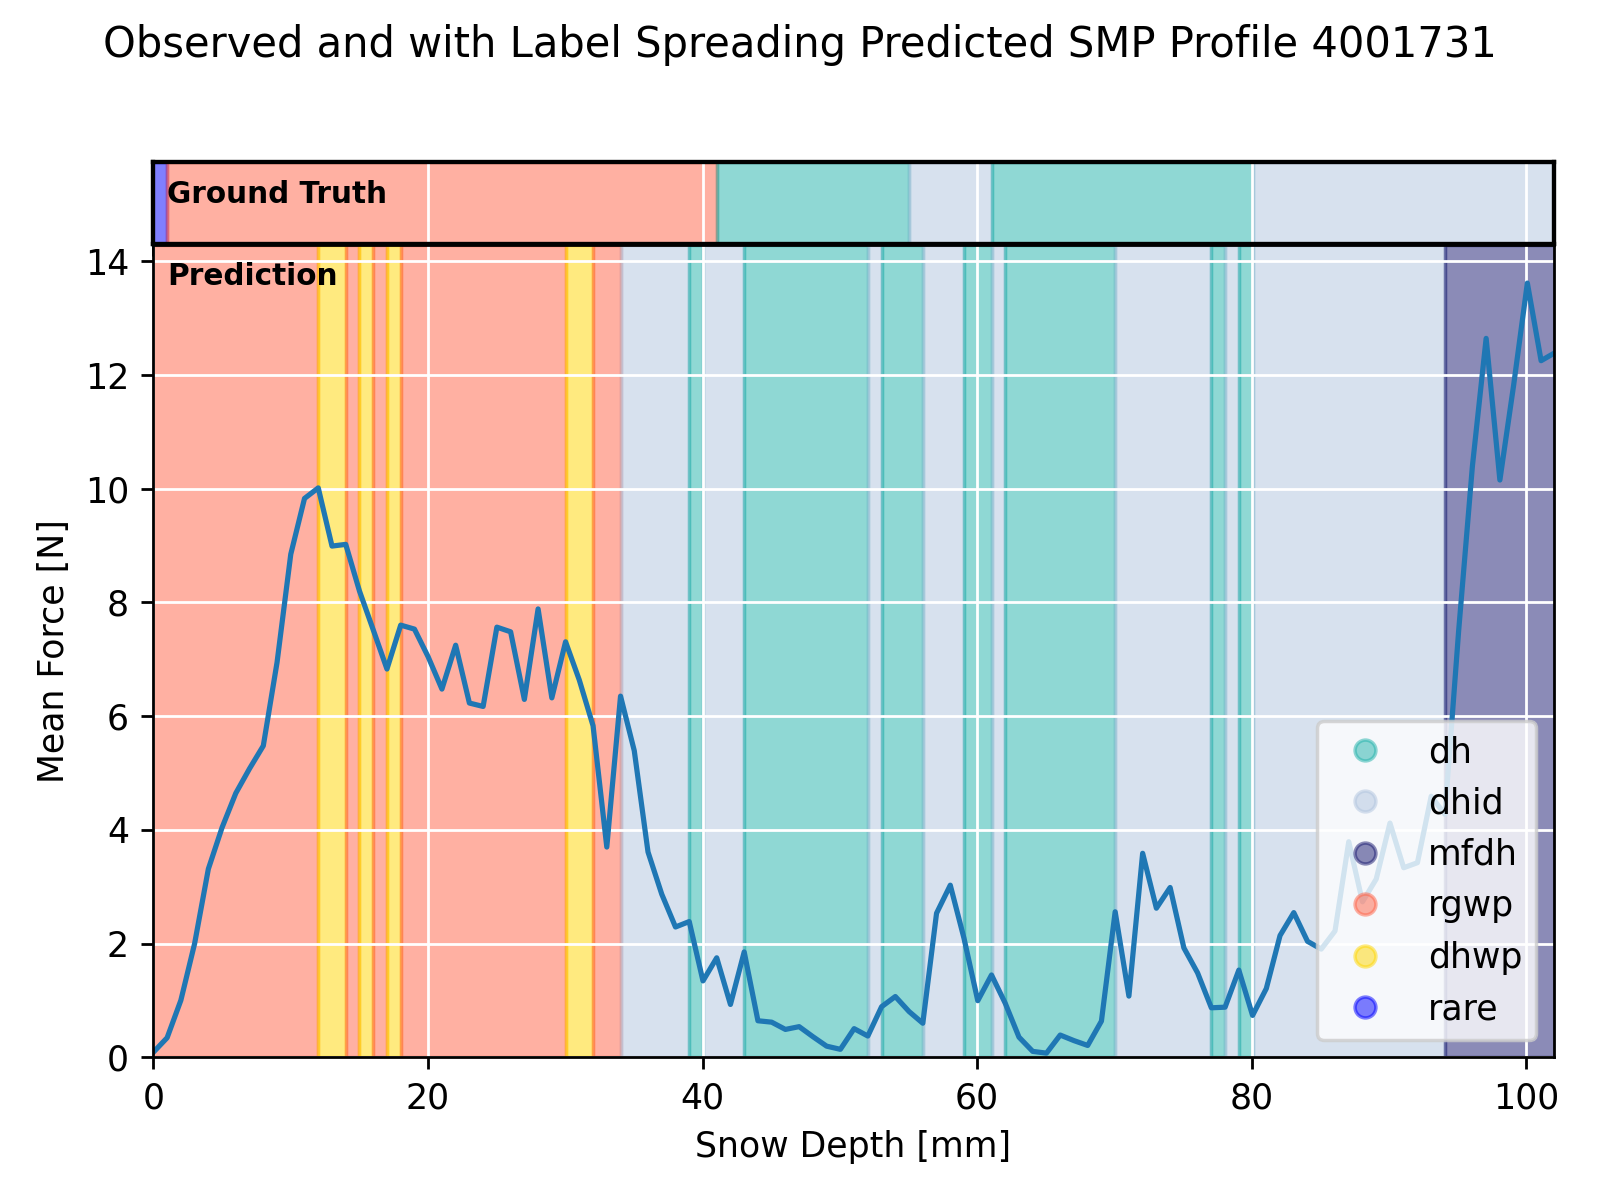 Observed and with Label Spreading Predicted SMP Profile 4001731
Ground Truth
Prediction
14
12
10
8
6
4
2
0
Mean Force [N]
dh
dhid
mfdh
rgwp
dhwp
rare
0 20 40 60 80 100
Snow Depth [mm]